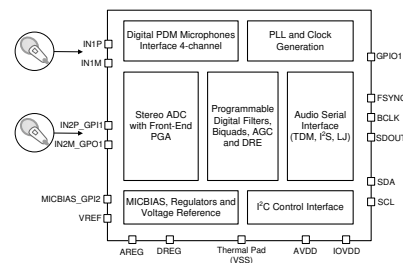 IN1P
IN1M
IN2P_GPI1
IN2M_GPO1
MICBIAS_GPI2
VREF
Digital PDM Microphones
Interface 4-channel
PLL and Clock
Generation
Stereo ADC
with Front-End
PGA
Programmable
Digital Filters,
Biquads, AGC
and DRE
Audio Serial
Interface
(TDM, I²S, LJ)
MICBIAS, Regulators and
Voltage Reference
I²C Control Interface
GPIO1
FSYNC
BCLK
SDOUT
SDA
SCL
AREG
DREG
Thermal Pad
(VSS)
AVDD
IOVDD